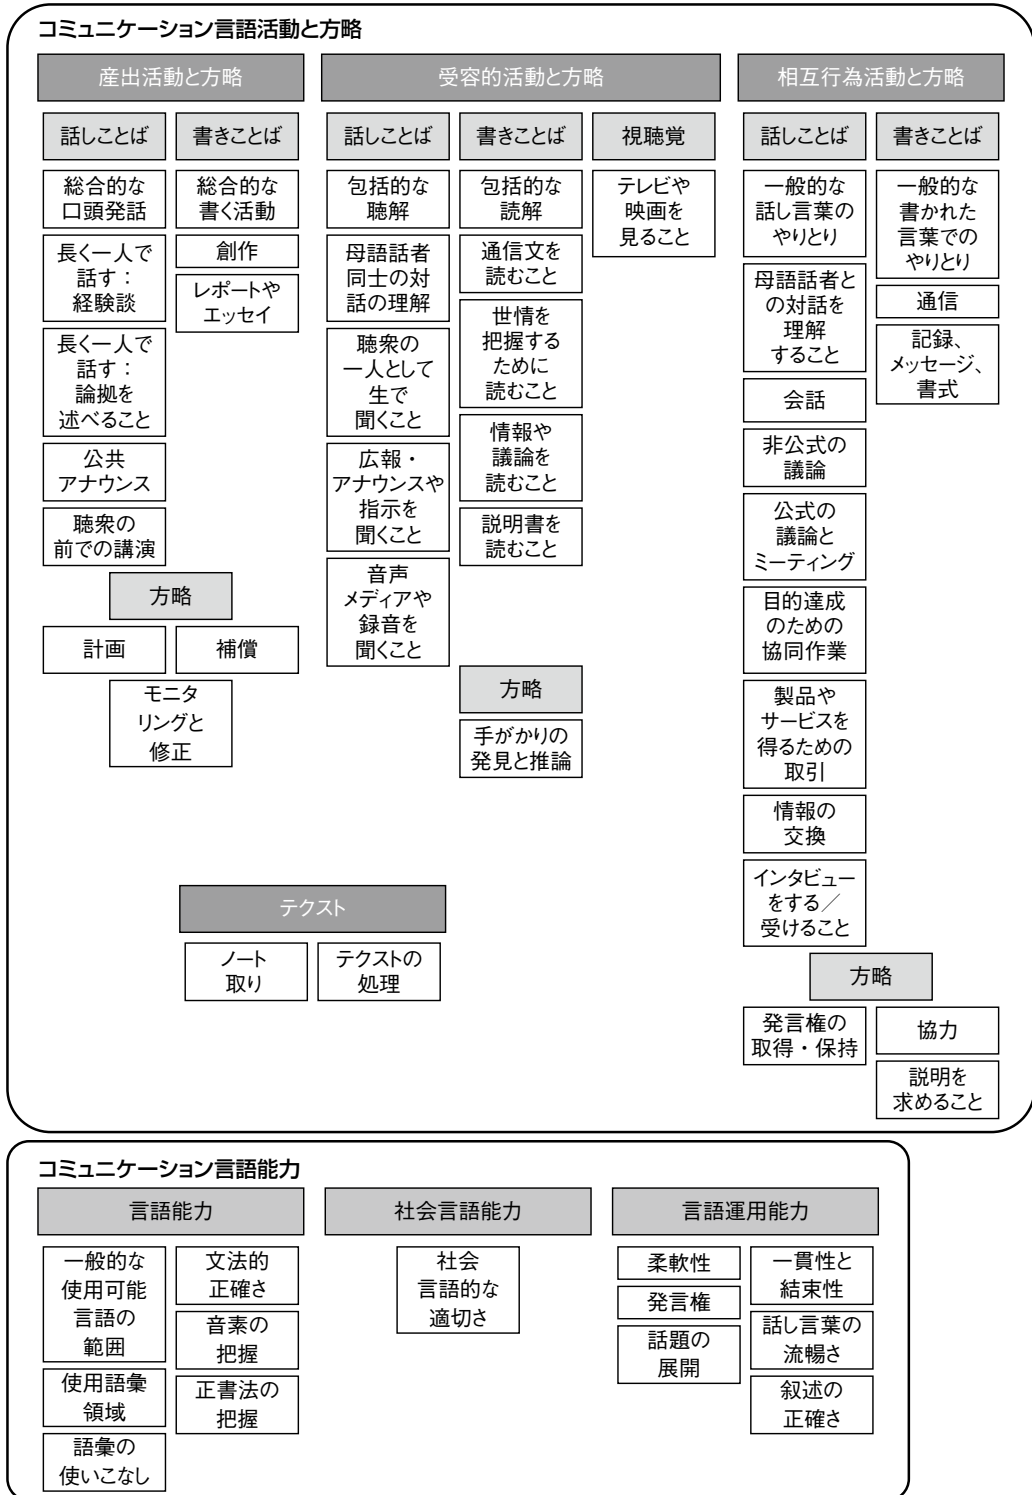 コミュニケーション言語活動と方略
産出活動と方略
話しことば
総合的な
口頭発話
長く一人で
話す：
経験談
長く一人で
話す：
論拠を
述べること
公共
アナウンス
聴衆の
前での講演
書きことば
総合的な
書く活動
創作
レポートや
エッセイ
方略
計画
補償
モニタ
リングと
修正
受容的活動と方略
話しことば
包括的な
聴解
母語話者
同士の対
話の理解
聴衆の
一人として
生で
聞くこと
広報・
アナウンスや
指示を
聞くこと
音声
メディアや
録音を
聞くこと
書きことば
包括的な
読解
通信文を
読むこと
世情を
把握する
ために
読むこと
情報や
議論を
読むこと
説明書を
読むこと
視聴覚
テレビや
映画を
見ること
方略
手がかりの
発見と推論
相互行為活動と方略
話しことば
一般的な
話し言葉の
やりとり
母語話者と
の対話を
理解
すること
会話
非公式の
議論
公式の
議論と
ミーティング
目的達成
のための
協同作業
製品や
サービスを
得るための
取引
情報の
交換
インタビュー
をする／
受けること
書きことば
一般的な
書かれた
言葉での
やりとり
通信
記録、
メッセージ、
書式
方略
発言権の
取得・保持
協力
説明を
求めること
テクスト
ノート
取り
テクストの
処理
コミュニケーション言語能力
言語能力
一般的な
使用可能
言語の
範囲
使用語彙
領域
語彙の
使いこなし
文法的
正確さ
音素の
把握
正書法の
把握
社会言語能力
社会
言語的な
適切さ
言語運用能力
柔軟性
発言権
話題の
展開
一貫性と
結束性
話し言葉の
流暢さ
叙述の
正確さ